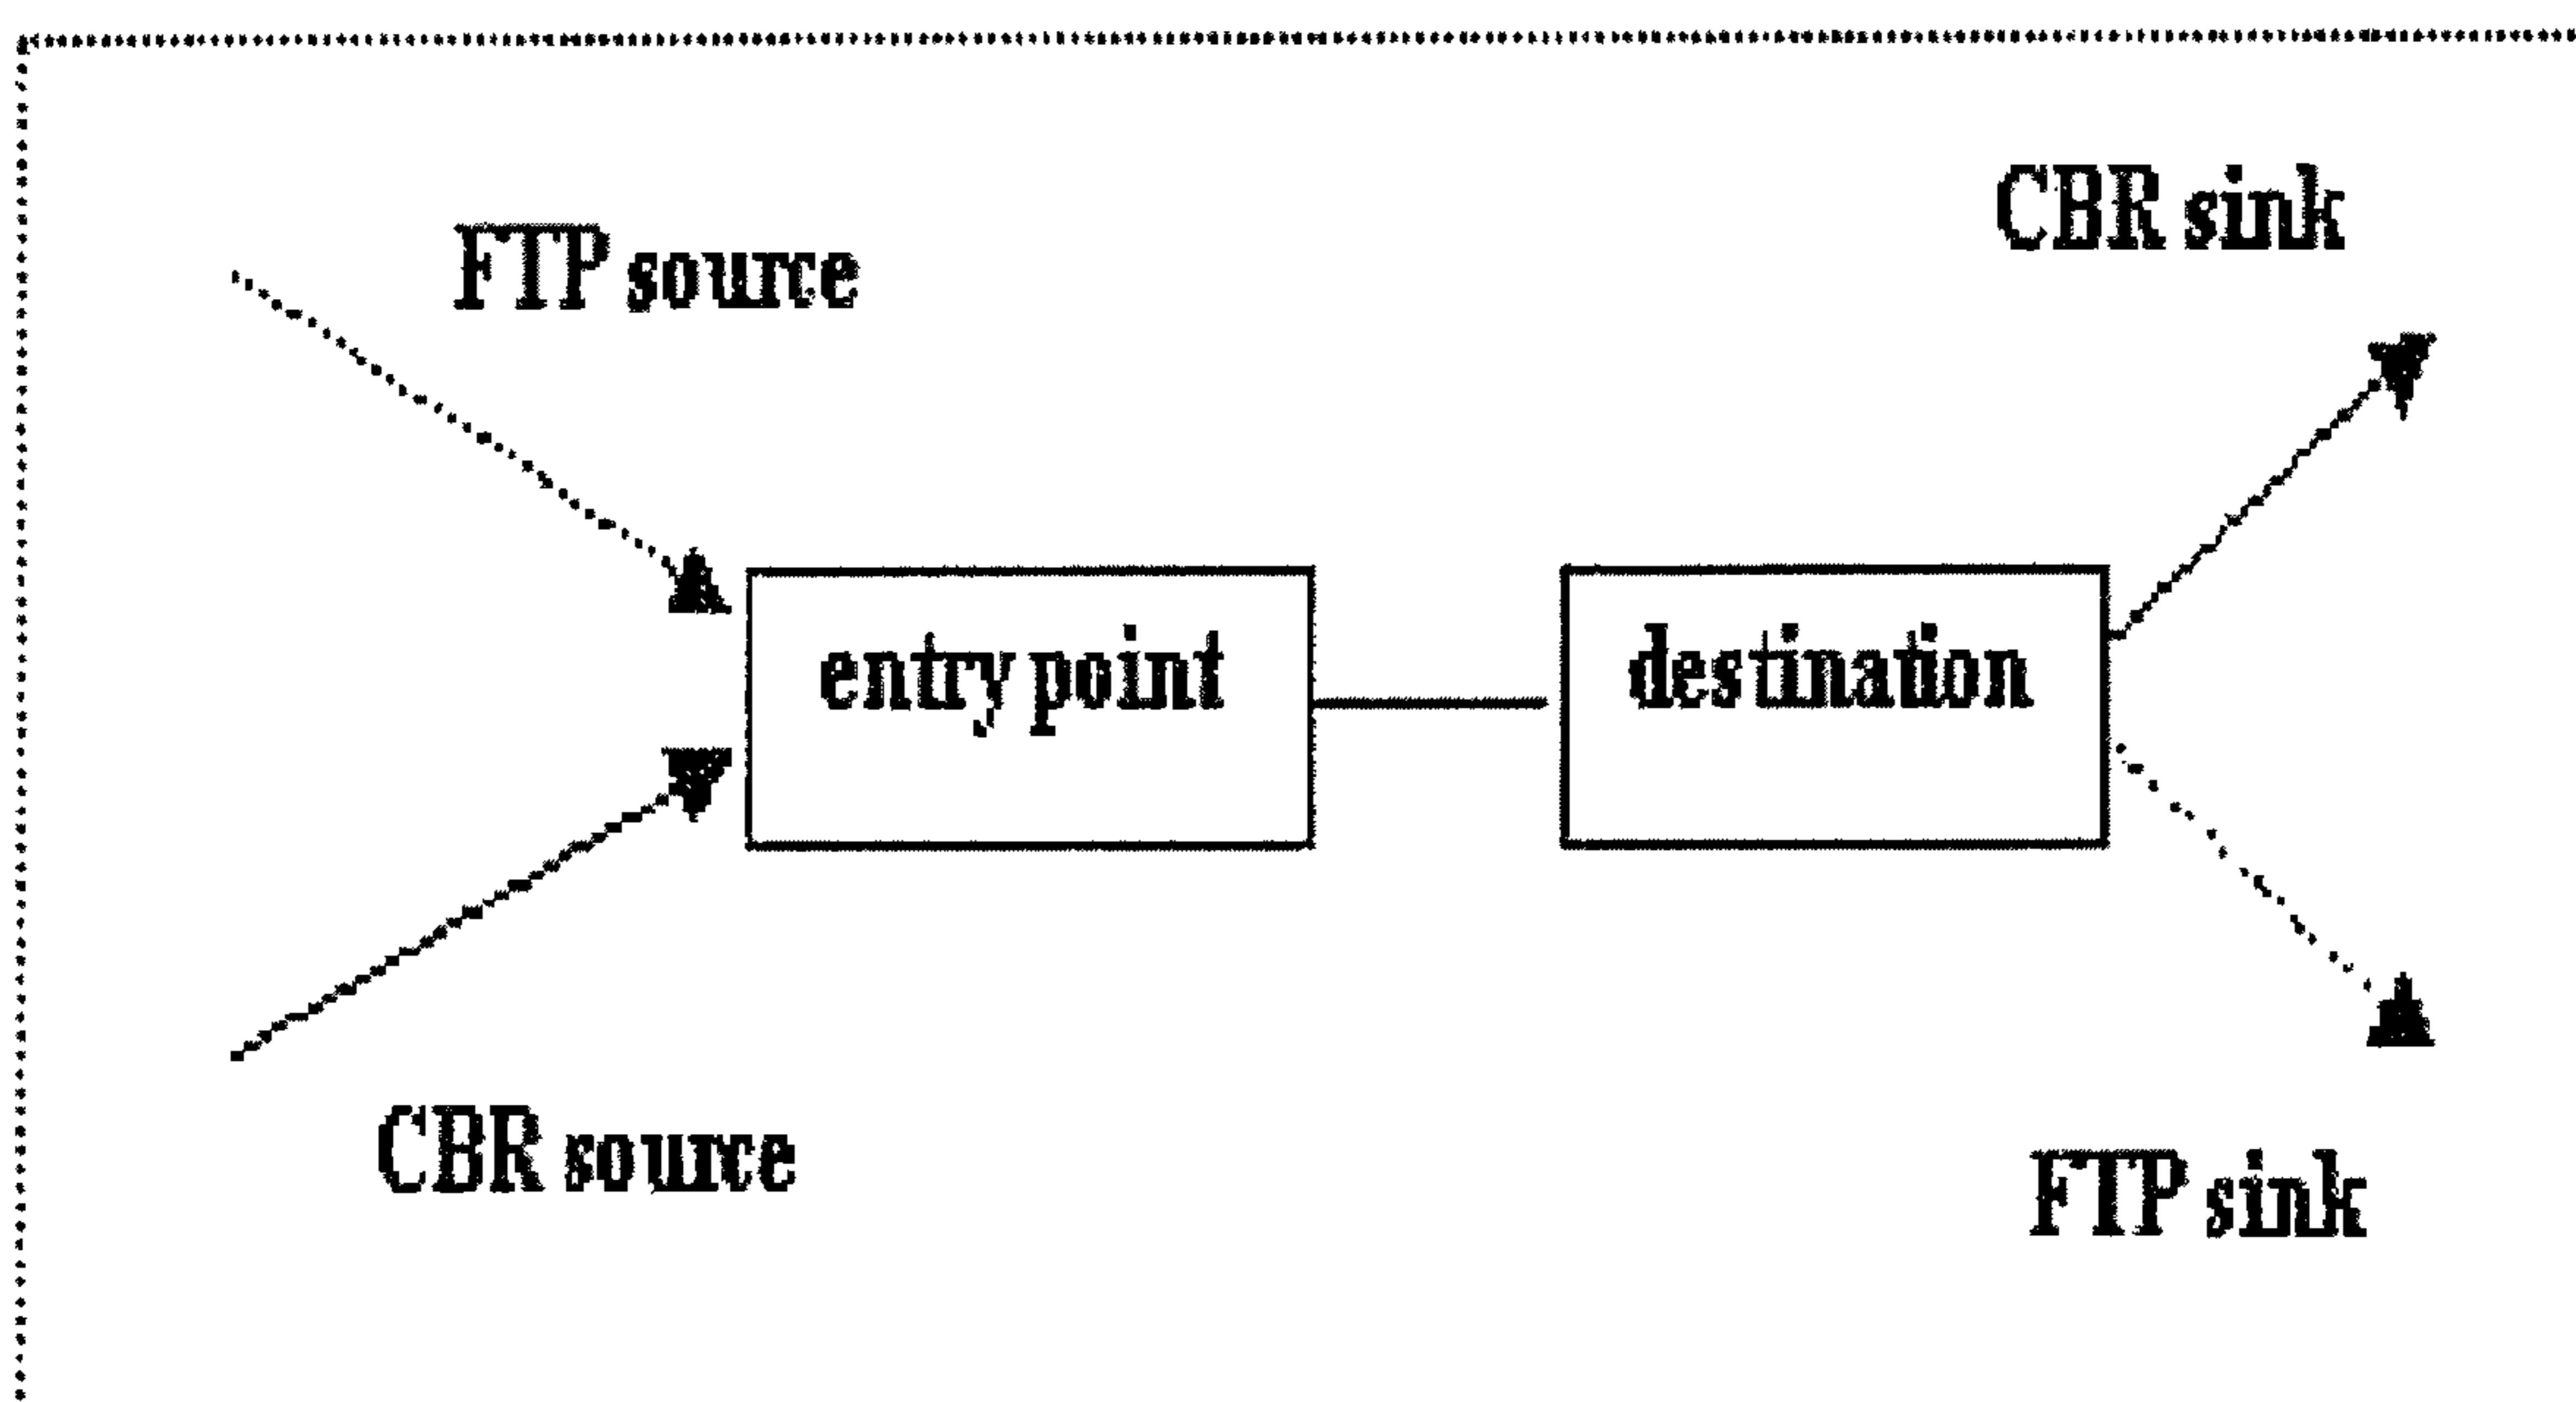 CBR sink
FTP source
entry point
destination
CBR source
FTP sink